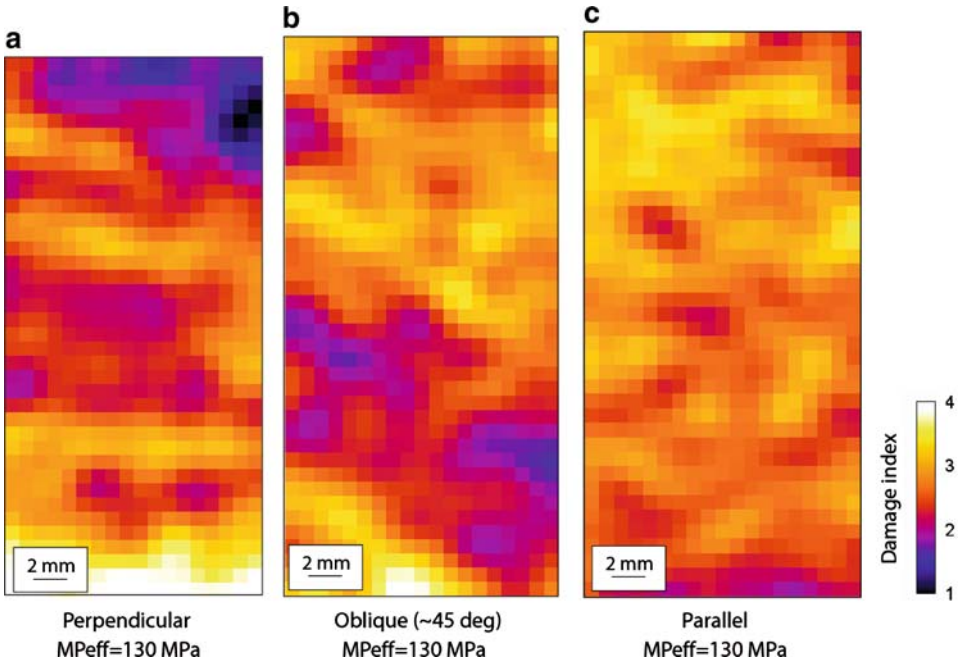 a
b
c
2 mm
2 mm
2 mm
4
3
2
1
Damage index
Perpendicular
MPeff=130 MPa
Oblique (~45 deg)
MPeff=130 MPa
Parallel
MPeff=130 MPa